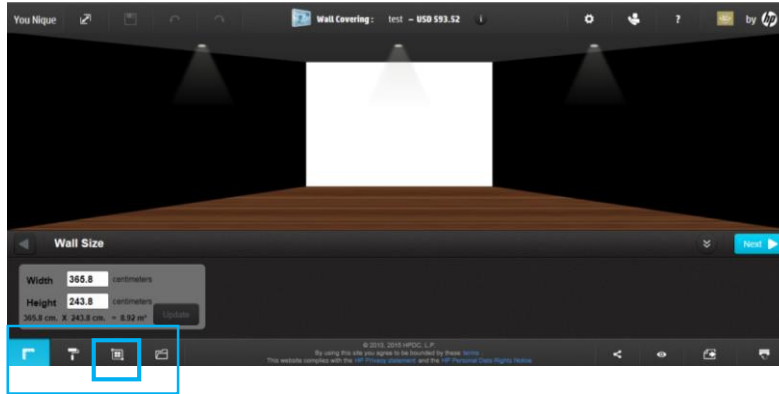 You Nique
Wall Covering : test – USD 593.52 i
?
by hp
Wall Size
Next
Width 365.8 centimeters
Height 243.8 centimeters
365.8 cm. X 243.8 cm. = 8.92 m²
Update
© 2013, 2015 HPDC, L.P.
By using this site you agree to be bounded by these terms .
This website complies with the HP Privacy statement and the HP Personal Data Rights Notice.